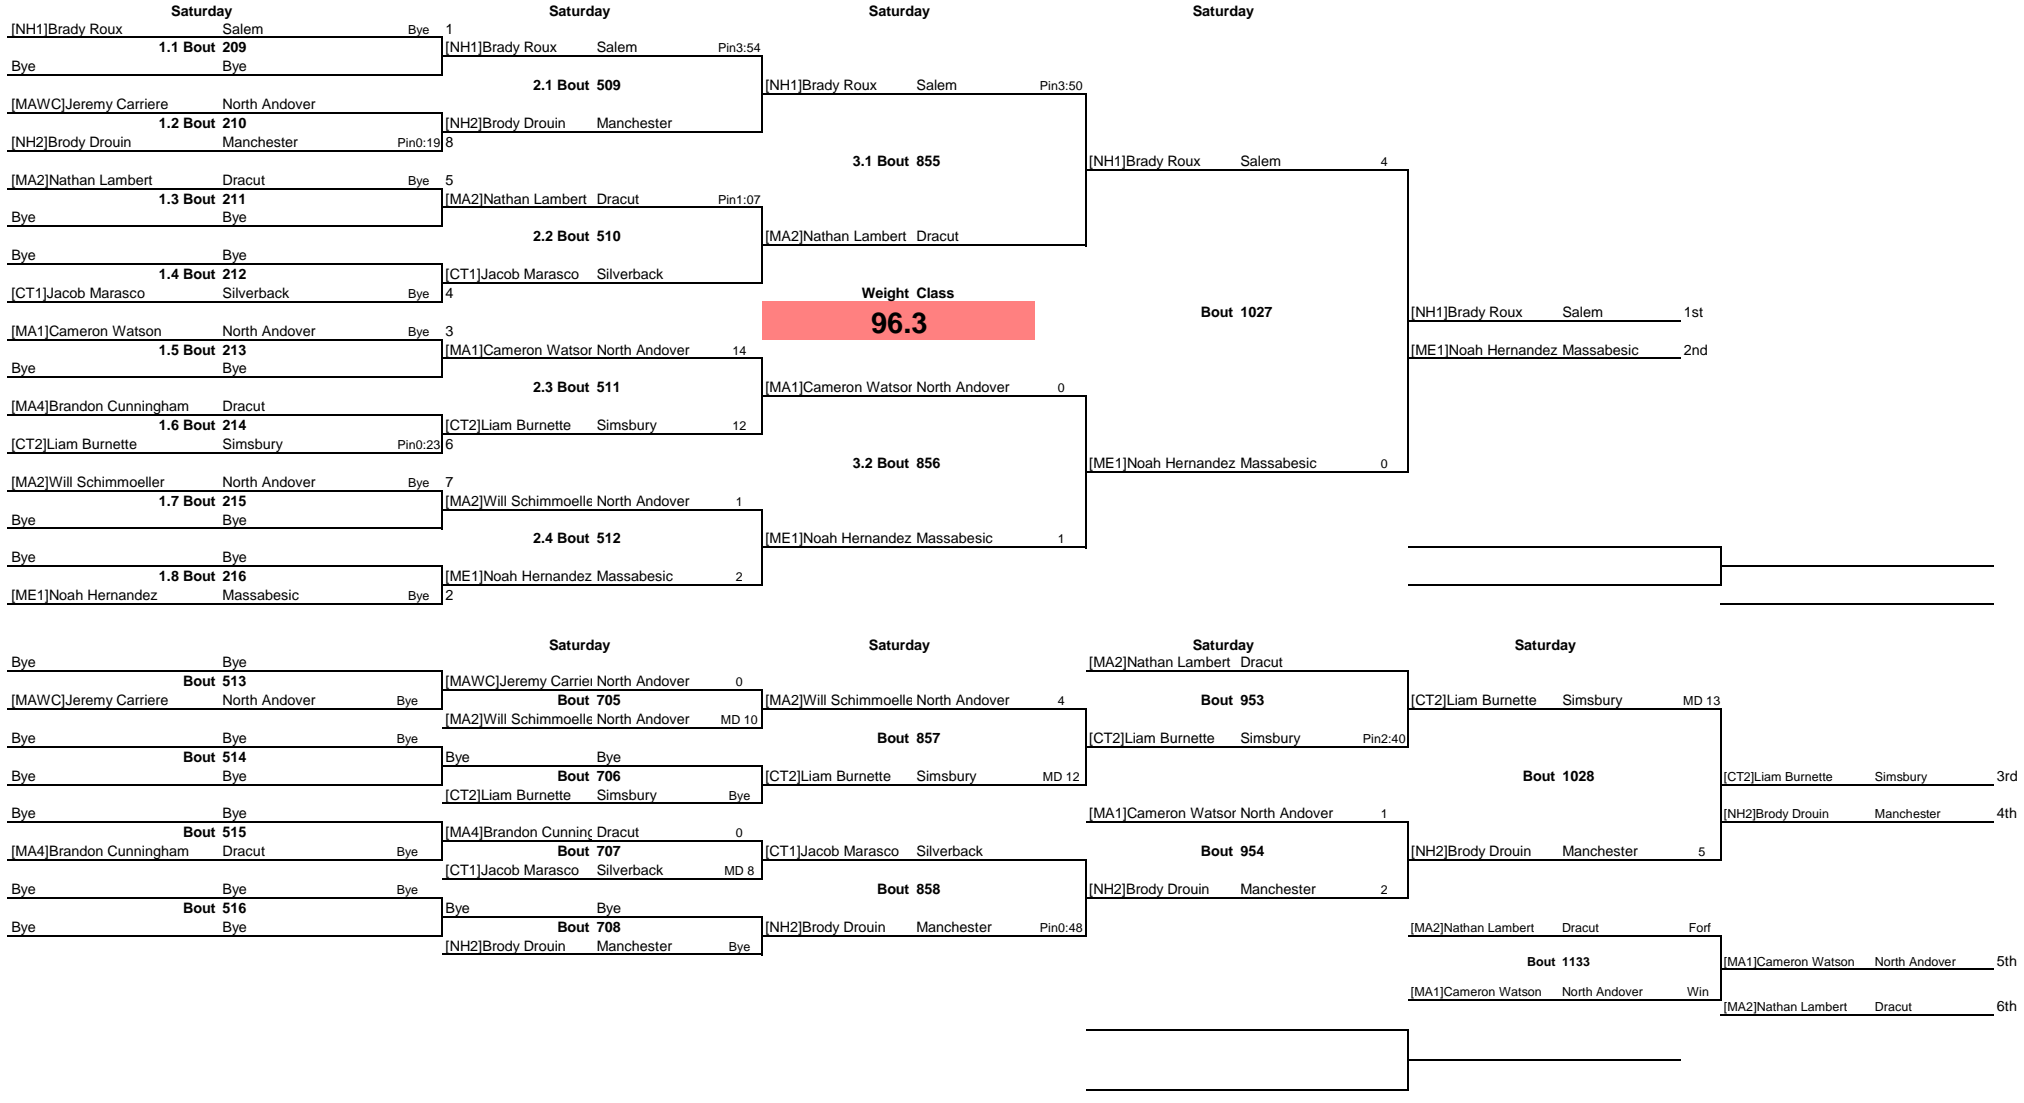 Saturday Saturday Saturday Saturday
[NH1]Brady Roux Salem Bye 1
1.1 Bout 209 [NH1]Brady Roux Salem Pin3:54
Bye Bye
2.1 Bout 509 [NH1]Brady Roux Salem Pin3:50
[MAWC]Jeremy Carriere North Andover
1.2 Bout 210 [NH2]Brody Drouin Manchester
[NH2]Brody Drouin Manchester Pin0:19 8
3.1 Bout 855 [NH1]Brady Roux Salem 4
[MA2]Nathan Lambert Dracut Bye 5
1.3 Bout 211 [MA2]Nathan Lambert Dracut Pin1:07
Bye Bye
2.2 Bout 510 [MA2]Nathan Lambert Dracut
Bye Bye
1.4 Bout 212 [CT1]Jacob Marasco Silverback
[CT1]Jacob Marasco Silverback Bye 4 Weight Class
Bout 1027 [NH1]Brady Roux Salem 1st
96.3
[MA1]Cameron Watson North Andover Bye 3
1.5 Bout 213 [MA1]Cameron Watsor North Andover 14 [ME1]Noah Hernandez Massabesic 2nd
Bye Bye
2.3 Bout 511 [MA1]Cameron Watsor North Andover 0
[MA4]Brandon Cunningham Dracut
1.6 Bout 214 [CT2]Liam Burnette Simsbury 12
[CT2]Liam Burnette Simsbury Pin0:23 6
3.2 Bout 856 [ME1]Noah Hernandez Massabesic 0
[MA2]Will Schimmoeller North Andover Bye 7
1.7 Bout 215 [MA2]Will Schimmoelle North Andover 1
Bye Bye
2.4 Bout 512 [ME1]Noah Hernandez Massabesic 1
Bye Bye
1.8 Bout 216 [ME1]Noah Hernandez Massabesic 2
[ME1]Noah Hernandez Massabesic Bye 2
Saturday Saturday Saturday Saturday
Bye Bye [MA2]Nathan Lambert Dracut
Bout 513 [MAWC]Jeremy Carrier North Andover 0
[MAWC]Jeremy Carriere North Andover Bye Bout 705 [MA2]Will Schimmoelle North Andover 4 Bout 953 [CT2]Liam Burnette Simsbury MD 13
[MA2]Will Schimmoelle North Andover MD 10
Bye Bye Bye Bout 857 [CT2]Liam Burnette Simsbury Pin2:40
Bout 514 Bye Bye
Bye Bye Bout 706 [CT2]Liam Burnette Simsbury MD 12 Bout 1028 [CT2]Liam Burnette Simsbury 3rd
[CT2]Liam Burnette Simsbury Bye
Bye Bye [MA1]Cameron Watsor North Andover 1 [NH2]Brody Drouin Manchester 4th
Bout 515 [MA4]Brandon Cunning Dracut 0
[MA4]Brandon Cunningham Dracut Bye Bout 707 [CT1]Jacob Marasco Silverback Bout 954 [NH2]Brody Drouin Manchester 5
[CT1]Jacob Marasco Silverback MD 8
Bye Bye Bye Bout 858 [NH2]Brody Drouin Manchester 2
Bout 516 Bye Bye
Bye Bye Bout 708 [NH2]Brody Drouin Manchester Pin0:48 [MA2]Nathan Lambert Dracut Forf
[NH2]Brody Drouin Manchester Bye
Bout 1133 [MA1]Cameron Watson North Andover 5th
[MA1]Cameron Watson North Andover Win
[MA2]Nathan Lambert Dracut 6th